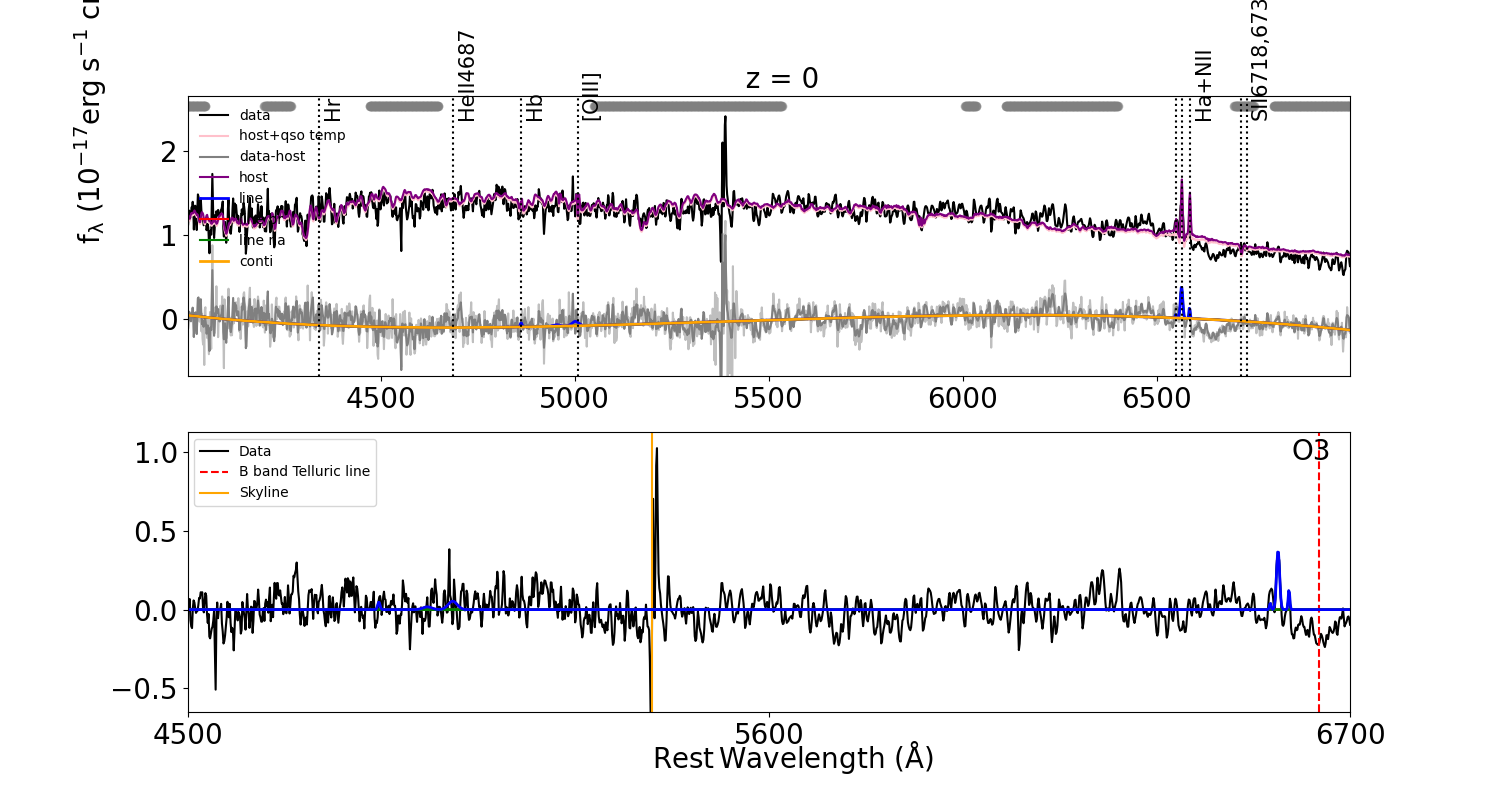 z = 0
f_λ (10^−17 erg s^−1 c
Hr
HeII4687
Hb
[OIII]
Ha+NII
SII6718,673
data
host+qso temp
data-host
host
line
line na
conti
2
1
0
4500 5000 5500 6000 6500
Data
B band Telluric line
Skyline
O3
1.0
0.5
0.0
−0.5
4500 5600 6700
Rest Wavelength (Å)